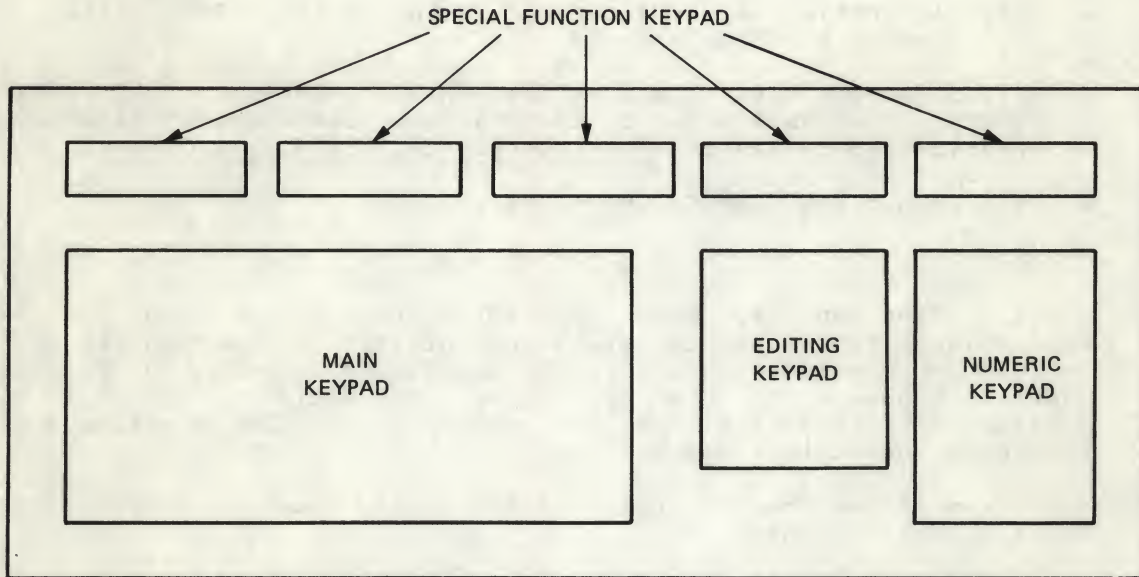 SPECIAL FUNCTION KEYPAD
MAIN
KEYPAD
EDITING
KEYPAD
NUMERIC
KEYPAD